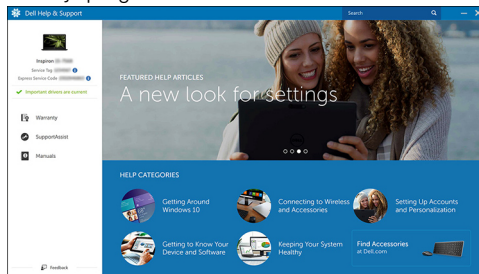 Dell Help & Support
Search
Inspiron
Service Tag
Express Service Code
Important drivers are current
Warranty
SupportAssist
Manuals
Feedback
FEATURED HELP ARTICLES
A new look for settings
HELP CATEGORIES
Getting Around
Windows 10
Connecting to Wireless
and Accessories
Setting Up Accounts
and Personalization
Getting to Know Your
Device and Software
Keeping Your System
Healthy
Find Accessories
at Dell.com